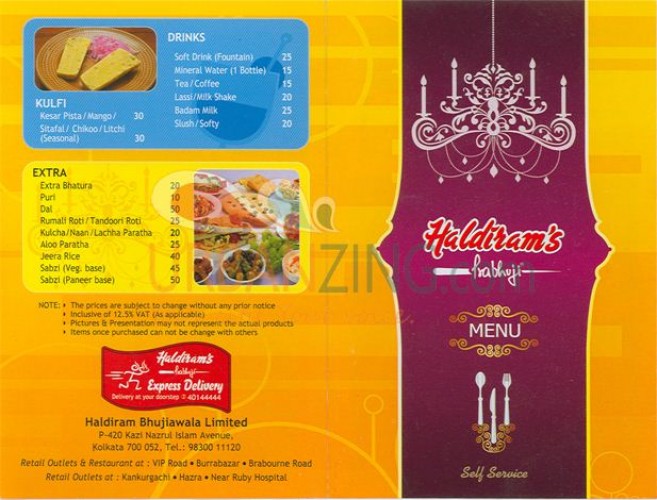 DRINKS
Soft Drink (Fountain) 25
Mineral Water (1 Bottle) 15
Tea / Coffee 15
Lassi/Milk Shake 20
Badam Milk 25
Slush/Softy 20
KULFI
Kesar Pista/Mango/ 30
Sitafal/ Chikoo/Litchi
(Seasonal) 30
EXTRA
Extra Bhatura 20
Puri 10
Dal 50
Rumali Roti/Tandoori Roti 25
Kulcha/Naan/Lachha Paratha 20
Aloo Paratha 25
Jeera Rice 40
Sabzi (Veg. base) 45
Sabzi (Paneer base) 50
URBANZING.com
NOTE: • The prices are subject to change without any prior notice
• Inclusive of 12.5% VAT (As applicable)
• Pictures & Presentation may not represent the actual products
• Items once purchased can not be change with others
Haldiram's
Prabhuji
Express Delivery
Delivery at your doorstep 40144444
Haldiram Bhujiawala Limited
P-420 Kazi Nazrul Islam Avenue,
Kolkata 700 052, Tel.: 98300 11120
Retail Outlets & Restaurant at : VIP Road • Burrabazar • Brabourne Road
Retail Outlets at : Kankurgachi • Hazra • Near Ruby Hospital
Haldiram's
Prabhuji
MENU
Self Service